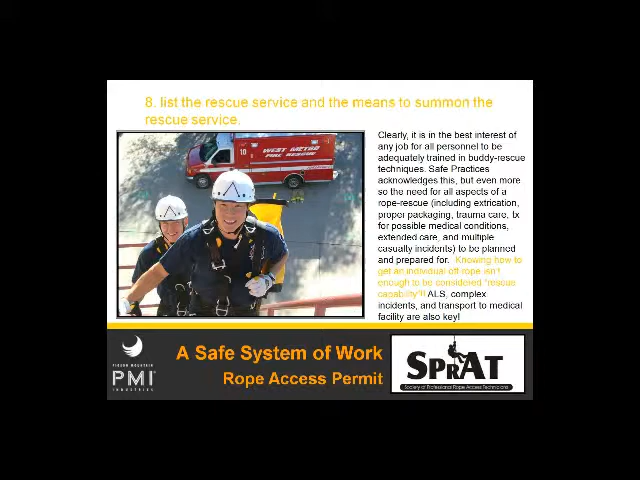 8. list the rescue service and the means to summon the
rescue service.
10
WEST METRO
FIRE RESCUE
Clearly, it is in the best interest of
any job for all personnel to be
adequately trained in buddy-rescue
techniques. Safe Practices
acknowledges this, but even more
so the need for all aspects of a
rope-rescue (including extrication,
proper packaging, trauma care, tx
for possible medical conditions,
extended care, and multiple
casualty incidents) to be planned
and prepared for. Knowing how to
get an individual off rope isn't
enough to be considered "rescue
capability"!! ALS, complex
incidents, and transport to medical
facility are also key!
A Safe System of Work
Rope Access Permit
PIGEON MOUNTAIN
PMI
INDUSTRIES
SPRAT
Society of Professional Rope Access Technicians